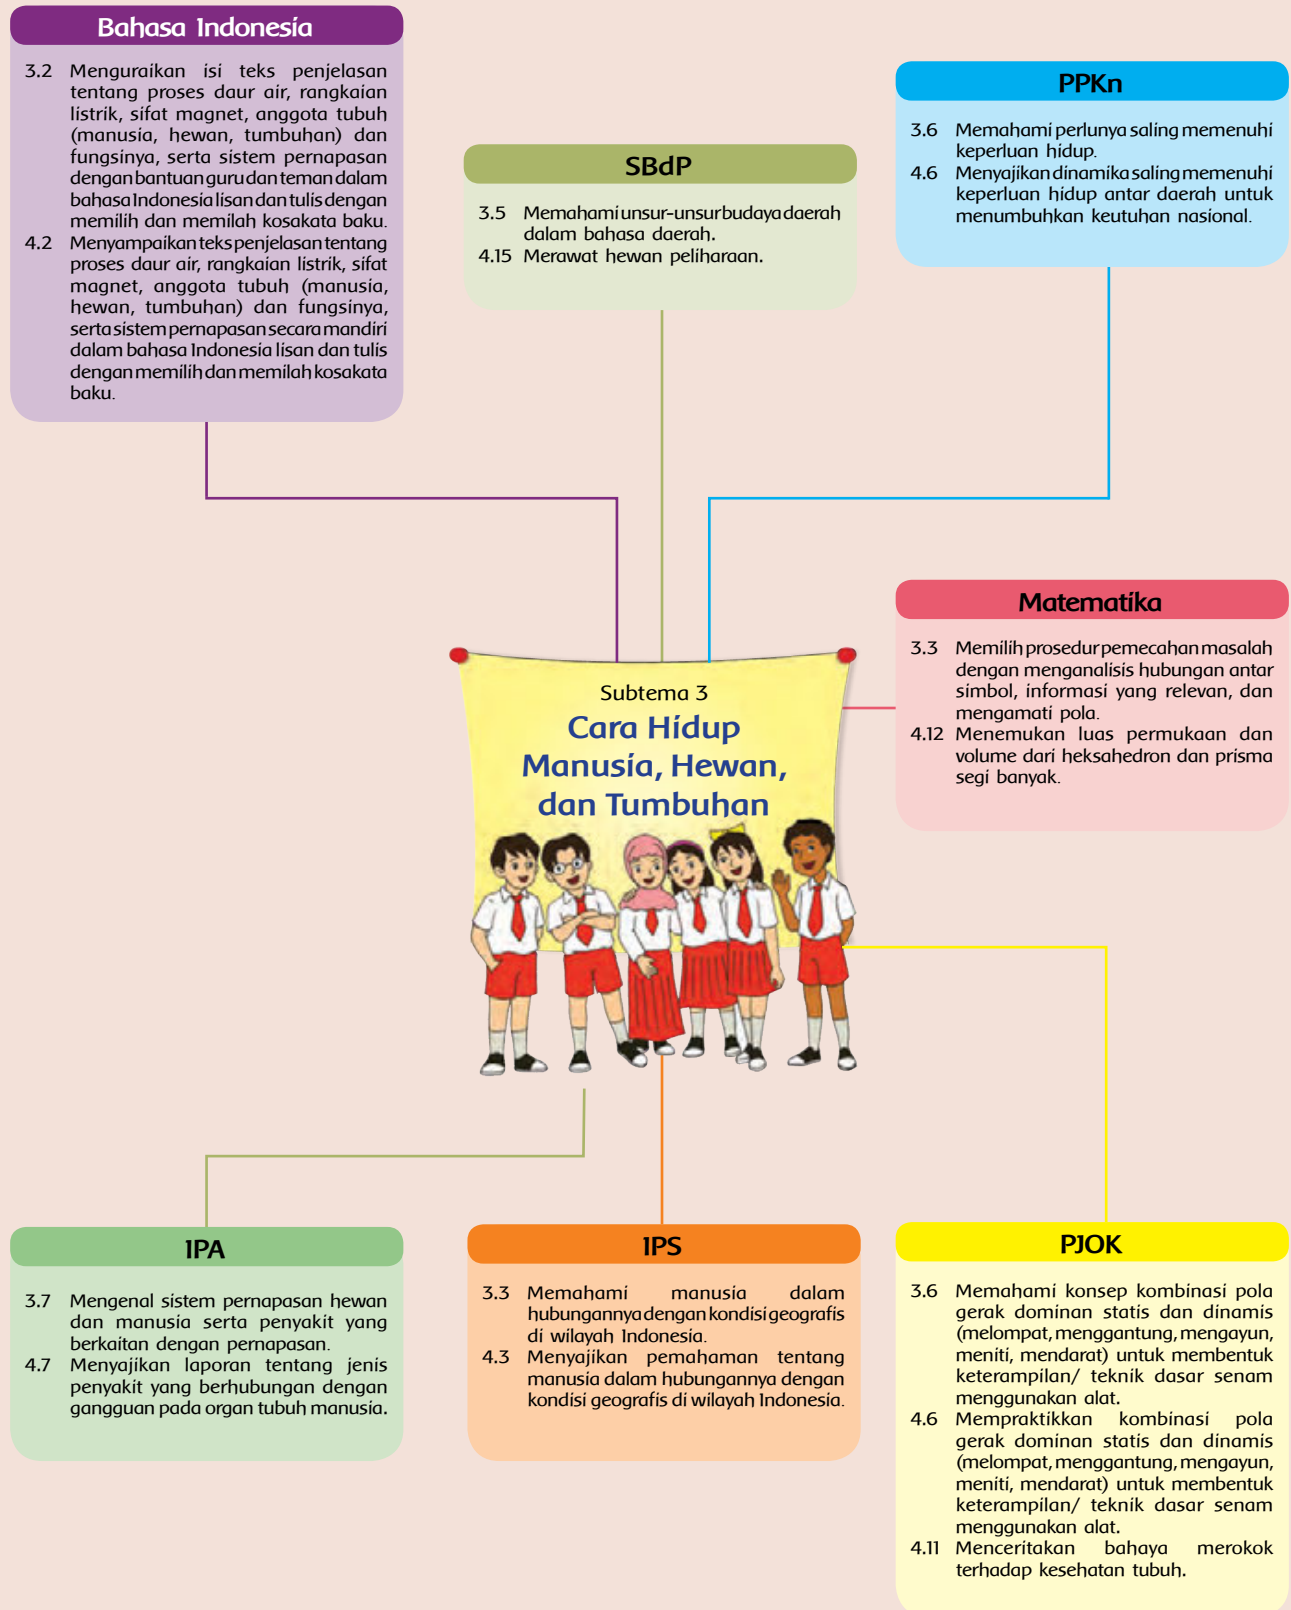 Bahasa Indonesia
3.2 Menguraikan isi teks penjelasan
tentang proses daur air, rangkaian
listrik, sifat magnet, anggota tubuh
(manusia, hewan, tumbuhan) dan
fungsinya, serta sistem pernapasan
dengan bantuan guru dan teman dalam
bahasa Indonesia lisan dan tulis dengan
memilih dan memilah kosakata baku.
4.2 Menyampaikan teks penjelasan tentang
proses daur air, rangkaian listrik, sifat
magnet, anggota tubuh (manusia,
hewan, tumbuhan) dan fungsinya,
serta sistem pernapasan secara mandiri
dalam bahasa Indonesia lisan dan tulis
dengan memilih dan memilah kosakata
baku.
SBdP
3.5 Memahami unsur-unsur budaya daerah
dalam bahasa daerah.
4.15 Merawat hewan peliharaan.
PPKn
3.6 Memahami perlunya saling memenuhi
keperluan hidup.
4.6 Menyajikan dinamika saling memenuhi
keperluan hidup antar daerah untuk
menumbuhkan keutuhan nasional.
Matematika
3.3 Memilih prosedur pemecahan masalah
dengan menganalisis hubungan antar
simbol, informasi yang relevan, dan
mengamati pola.
4.12 Menemukan luas permukaan dan
volume dari heksahedron dan prisma
segi banyak.
Subtema 3
Cara Hidup
Manusia, Hewan,
dan Tumbuhan
IPA
3.7 Mengenal sistem pernapasan hewan
dan manusia serta penyakit yang
berkaitan dengan pernapasan.
4.7 Menyajikan laporan tentang jenis
penyakit yang berhubungan dengan
gangguan pada organ tubuh manusia.
IPS
3.3 Memahami manusia dalam
hubungannya dengan kondisi geografis
di wilayah Indonesia.
4.3 Menyajikan pemahaman tentang
manusia dalam hubungannya dengan
kondisi geografis di wilayah Indonesia.
PJOK
3.6 Memahami konsep kombinasi pola
gerak dominan statis dan dinamis
(melompat, menggantung, mengayun,
meniti, mendarat) untuk membentuk
keterampilan/ teknik dasar senam
menggunakan alat.
4.6 Mempraktikkan kombinasi pola
gerak dominan statis dan dinamis
(melompat, menggantung, mengayun,
meniti, mendarat) untuk membentuk
keterampilan/ teknik dasar senam
menggunakan alat.
4.11 Menceritakan bahaya merokok
terhadap kesehatan tubuh.